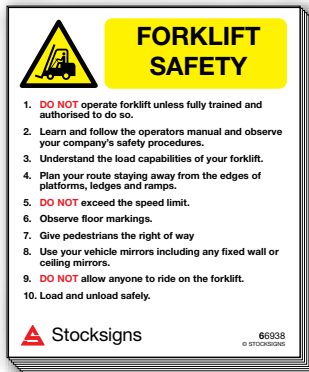 FORKLIFT
SAFETY
1. DO NOT operate forklift unless fully trained and
authorised to do so.
2. Learn and follow the operators manual and observe
your company's safety procedures.
3. Understand the load capabilities of your forklift.
4. Plan your route staying away from the edges of
platforms, ledges and ramps.
5. DO NOT exceed the speed limit.
6. Observe floor markings.
7. Give pedestrians the right of way
8. Use your vehicle mirrors including any fixed wall or
ceiling mirrors.
9. DO NOT allow anyone to ride on the forklift.
10. Load and unload safely.
Stocksigns
66938
© STOCKSIGNS